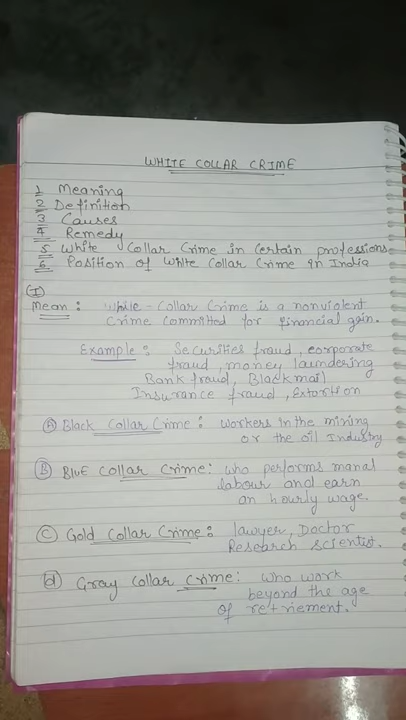 WHITE COLLAR CRIME
1 Meaning
2 Definition
3 Causes
4 Remedy
5 White Collar Crime in Certain professions
6 Position of White Collar Crime in India
(I)
Mean : White-Collar Crime is a nonviolent
Crime Committed for financial gain.
Example : Securities fraud, corporate
fraud, money laundering
Bank fraud, Blackmail
Insurance fraud, Extortion
(A) Black Collar Crime : workers in the mining
or the oil Industry
(B) Blue Collar Crime : who performs manal
labour and earn
an hourly wage.
(C) Gold Collar Crime : lawyer, Doctor
Research scientist.
(d) Gray Collar Crime : who work
beyond the age
of retriement.